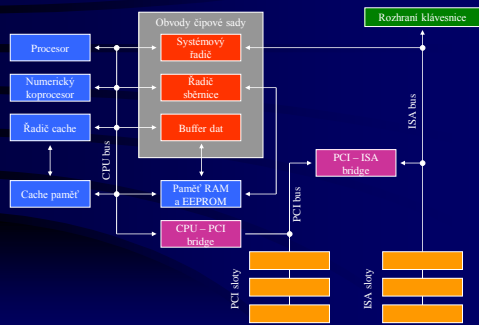 Obvody čipové sady
Rozhraní klávesnice
Procesor
Systémový
řadič
Numerický
koprocesor
Řadič
sběrnice
Řadič cache
Buffer dat
CPU bus
ISA bus
PCI – ISA
bridge
Cache paměť
Paměť RAM
a EEPROM
PCI bus
CPU – PCI
bridge
PCI sloty
ISA sloty